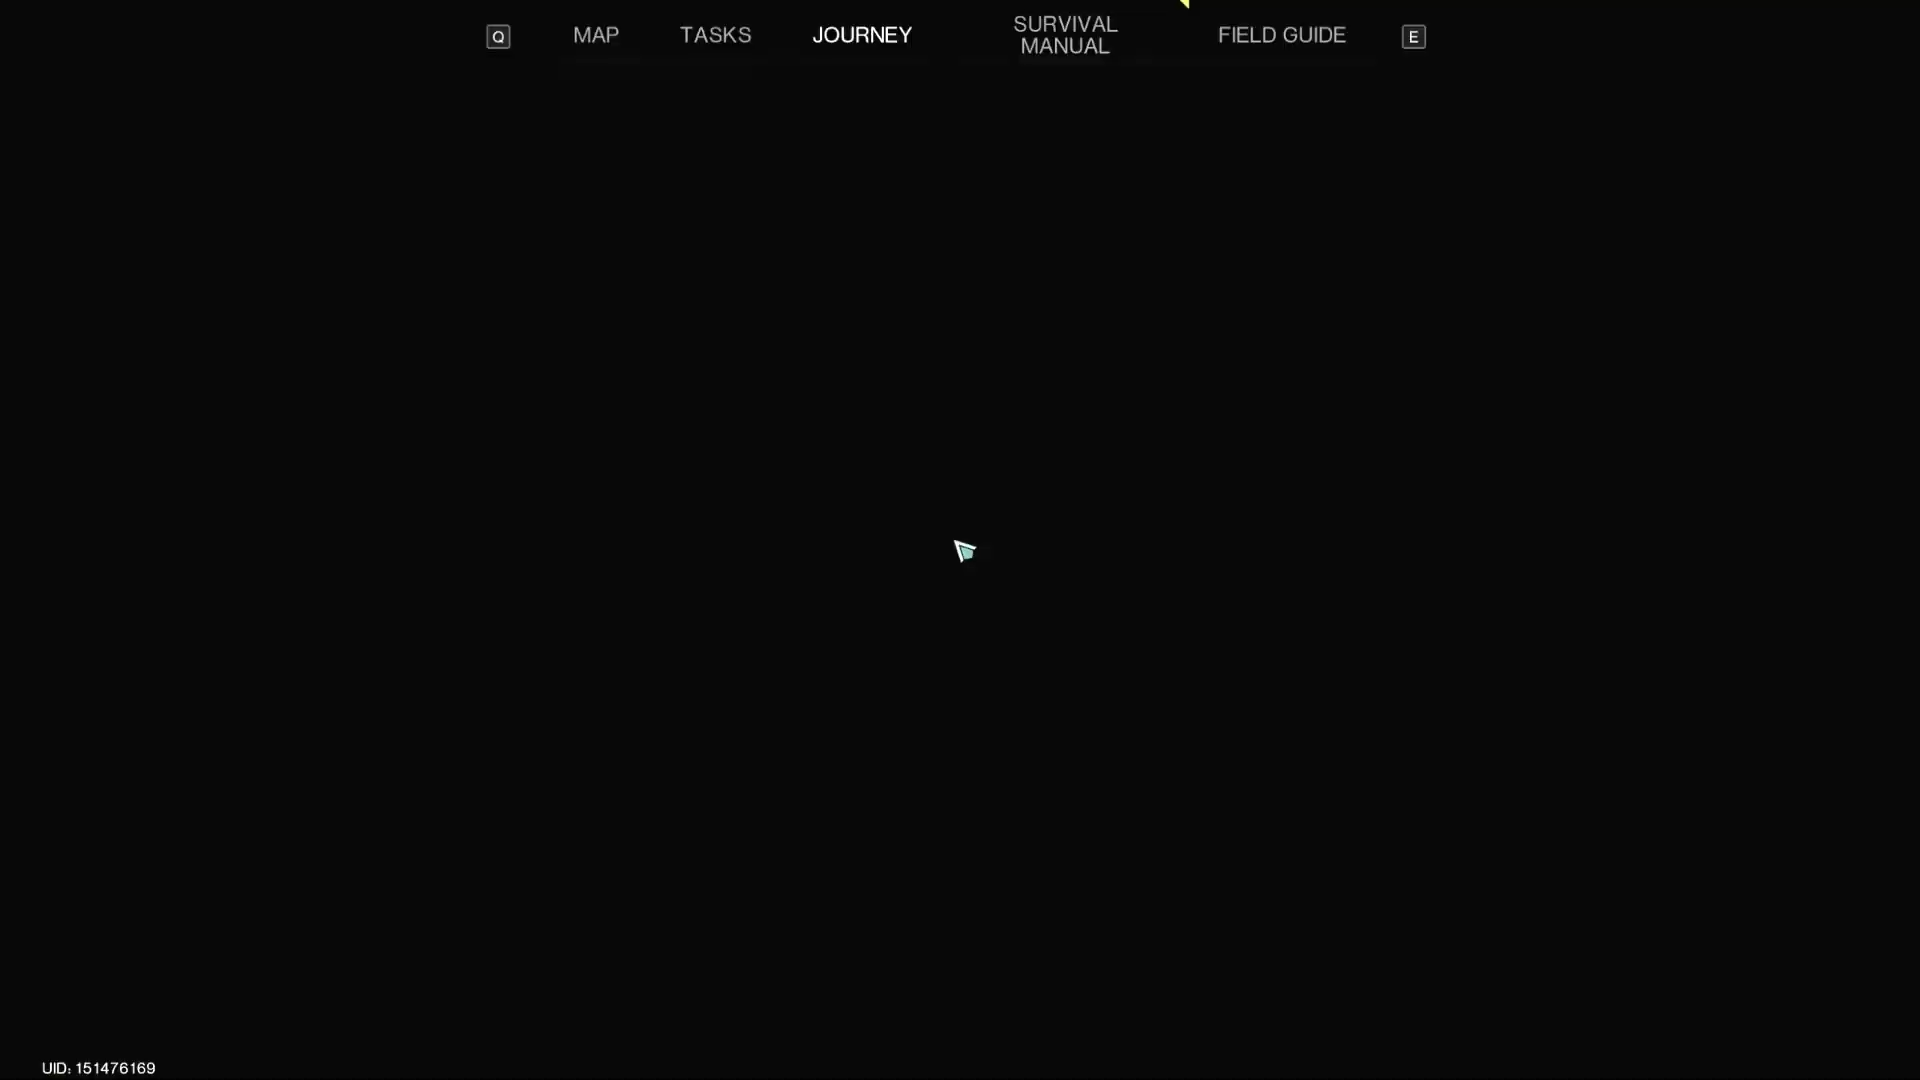 Q
MAP
TASKS
JOURNEY
SURVIVAL
MANUAL
FIELD GUIDE
E
UID: 151476169